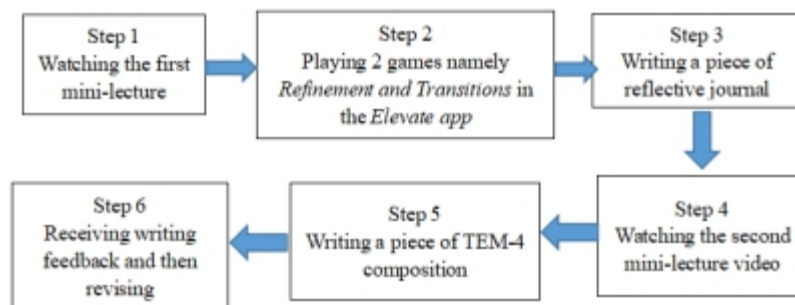 Step 1
Watching the first
mini-lecture
Step 2
Playing 2 games namely
Refinement and Transitions in
the Elevate app
Step 3
Writing a piece of
reflective journal
Step 4
Watching the second
mini-lecture video
Step 5
Writing a piece of TEM-4
composition
Step 6
Receiving writing
feedback and then
revising